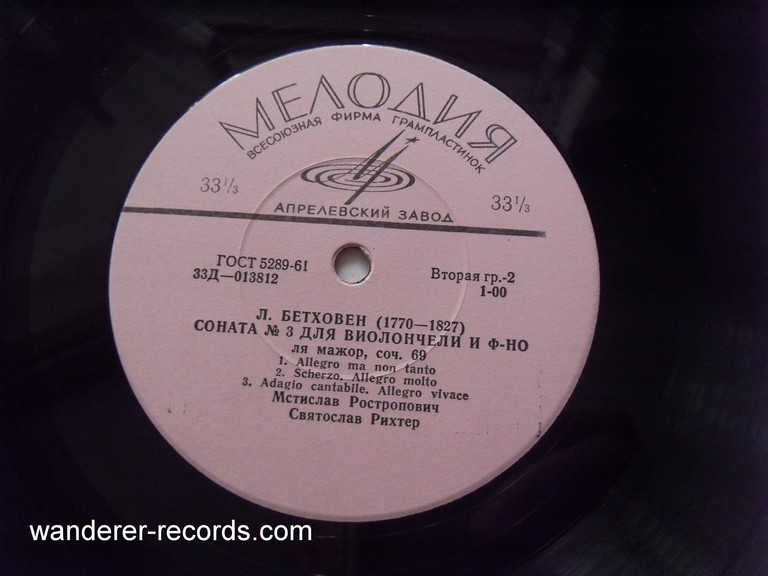 МЕЛОДИЯ
ВСЕСОЮЗНАЯ ФИРМА ГРАМПЛАСТИНОК
33⅓
33⅓
АПРЕЛЕВСКИЙ ЗАВОД
ГОСТ 5289-61
33Д—013812
Вторая гр.-2
1-00
Л. БЕТХОВЕН (1770—1827)
СОНАТА № 3 ДЛЯ ВИОЛОНЧЕЛИ И Ф-НО
ля мажор, соч. 69
1. Allegro ma non tanto
2. Scherzo. Allegro molto
3. Adagio cantabile. Allegro vivace
Мстислав Ростропович
Святослав Рихтер
wanderer-records.com